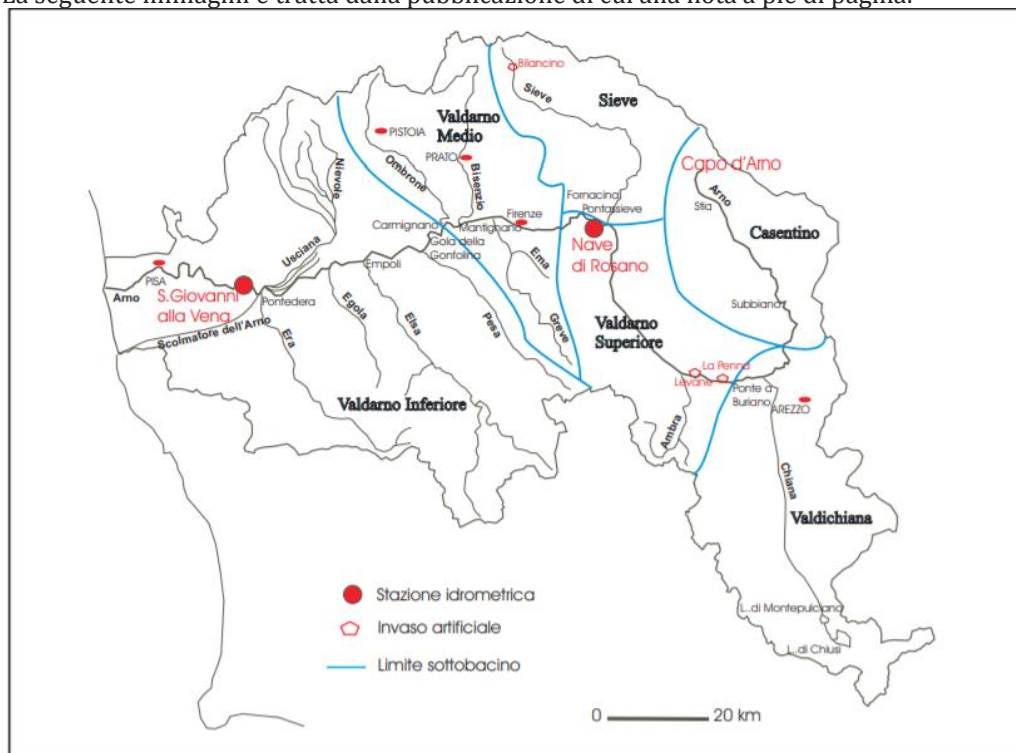 La seguente immagini è tratta dalla pubblicazione di cui alla nota a piè di pagina.
Bilancino
Sieve
Sieve
Valdarno
Medio
PISTOIA
PRATO
Nievole
Ombrone
Bisenzio
Capo d'Arno
Arno
Stia
Casentino
Fornacina
Pontassieve
Firenze
Carmignano
Mantignano
Gola della
Gonfolina
Nave
di Rosano
Usciana
Empoli
Ema
Greve
Pesa
PISA
Arno
S.Giovanni
alla Vena
Pontedera
Scolmatore dell'Arno
Era
Egola
Elsa
Valdarno Inferiore
Valdarno
Superiore
Subbiano
La Penna
Levane
Ponte a
Buriano
AREZZO
Ambra
Chiana
Valdichiana
L..di Montepulciano
L..di Chiusi
Stazione idrometrica
Invaso artificiale
Limite sottobacino
0
20 km